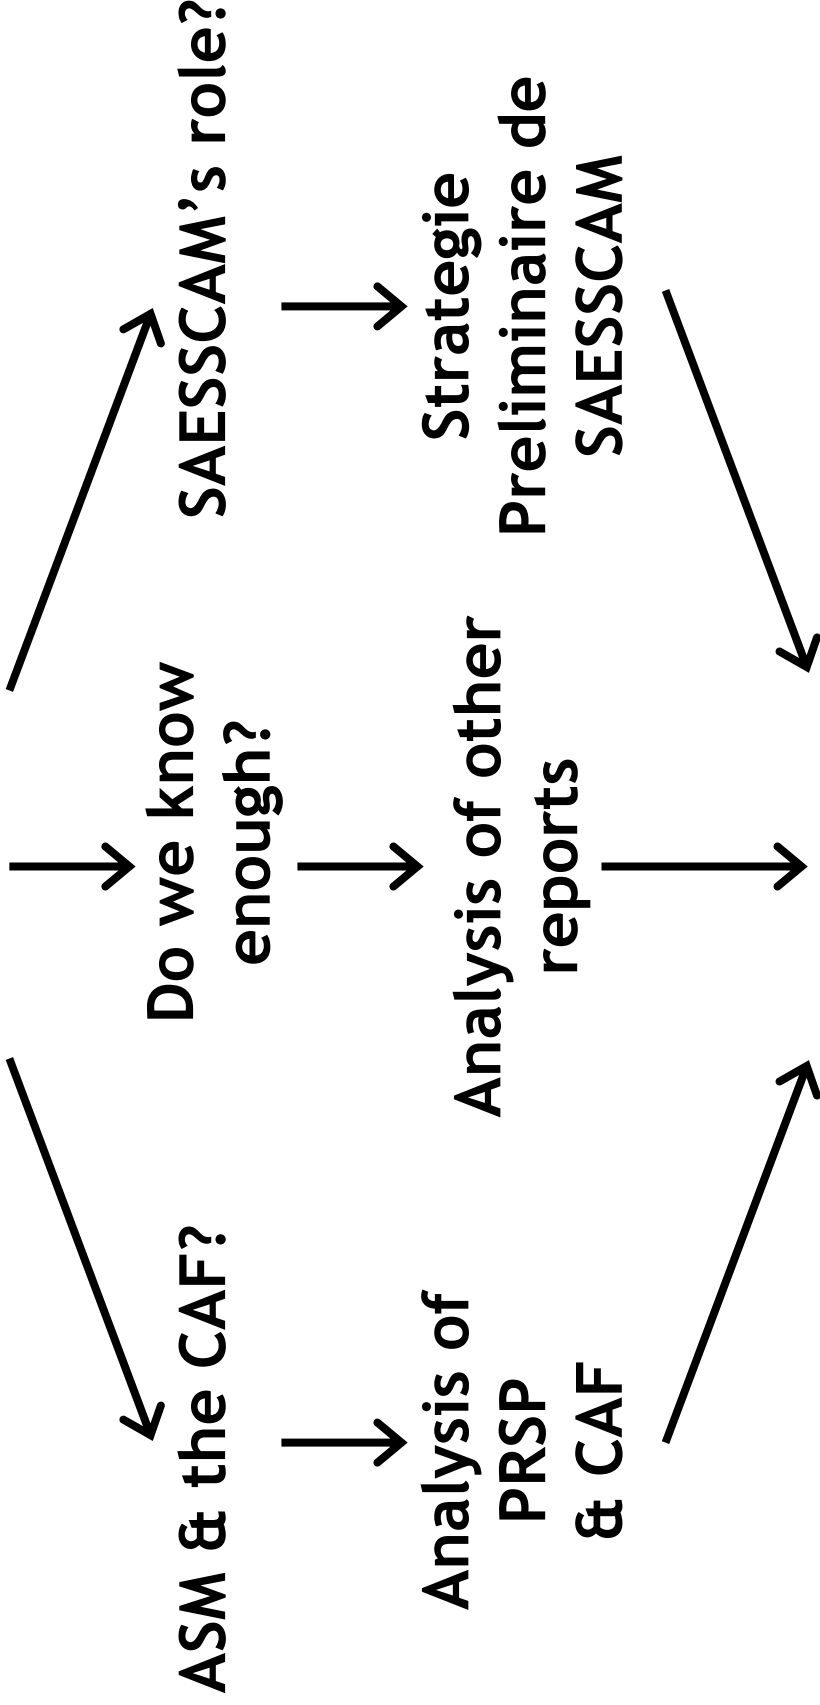 ASM & the CAF?
Do we know
enough?
SAESSCAM’s role?
Analysis of
PRSP
& CAF
Analysis of other
reports
Strategie
Preliminaire de
SAESSCAM